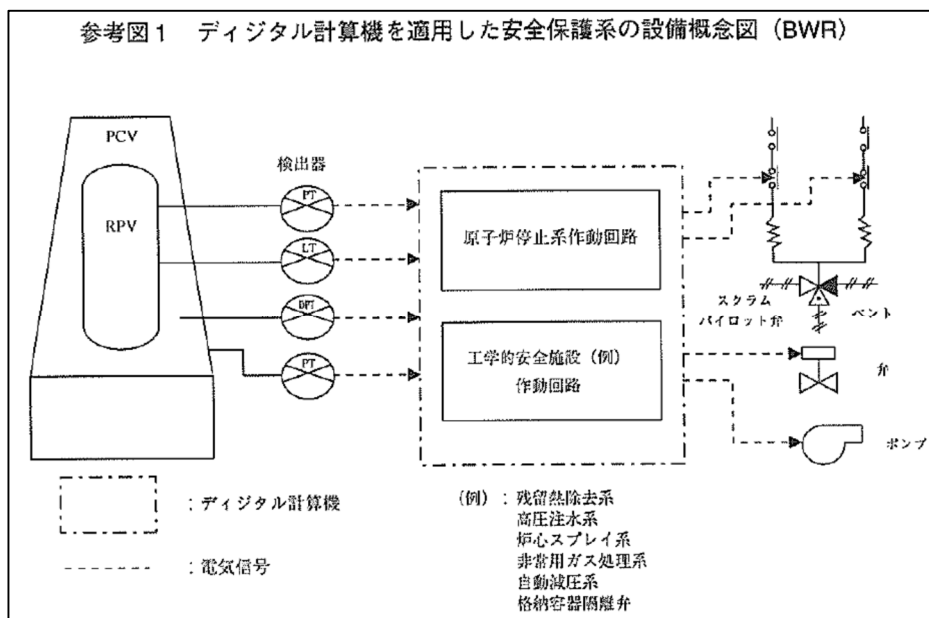 参考図1 ディジタル計算機を適用した安全保護系の設備概念図（BWR）
PCV
RPV
検出器
PT
LT
DPT
PT
原子炉停止系作動回路
工学的安全施設（例）
作動回路
スクラム
パイロット弁
ベント
弁
ポンプ
：ディジタル計算機
：電気信号
（例）：残留熱除去系
高圧注水系
炉心スプレイ系
非常用ガス処理系
自動減圧系
格納容器隔離弁